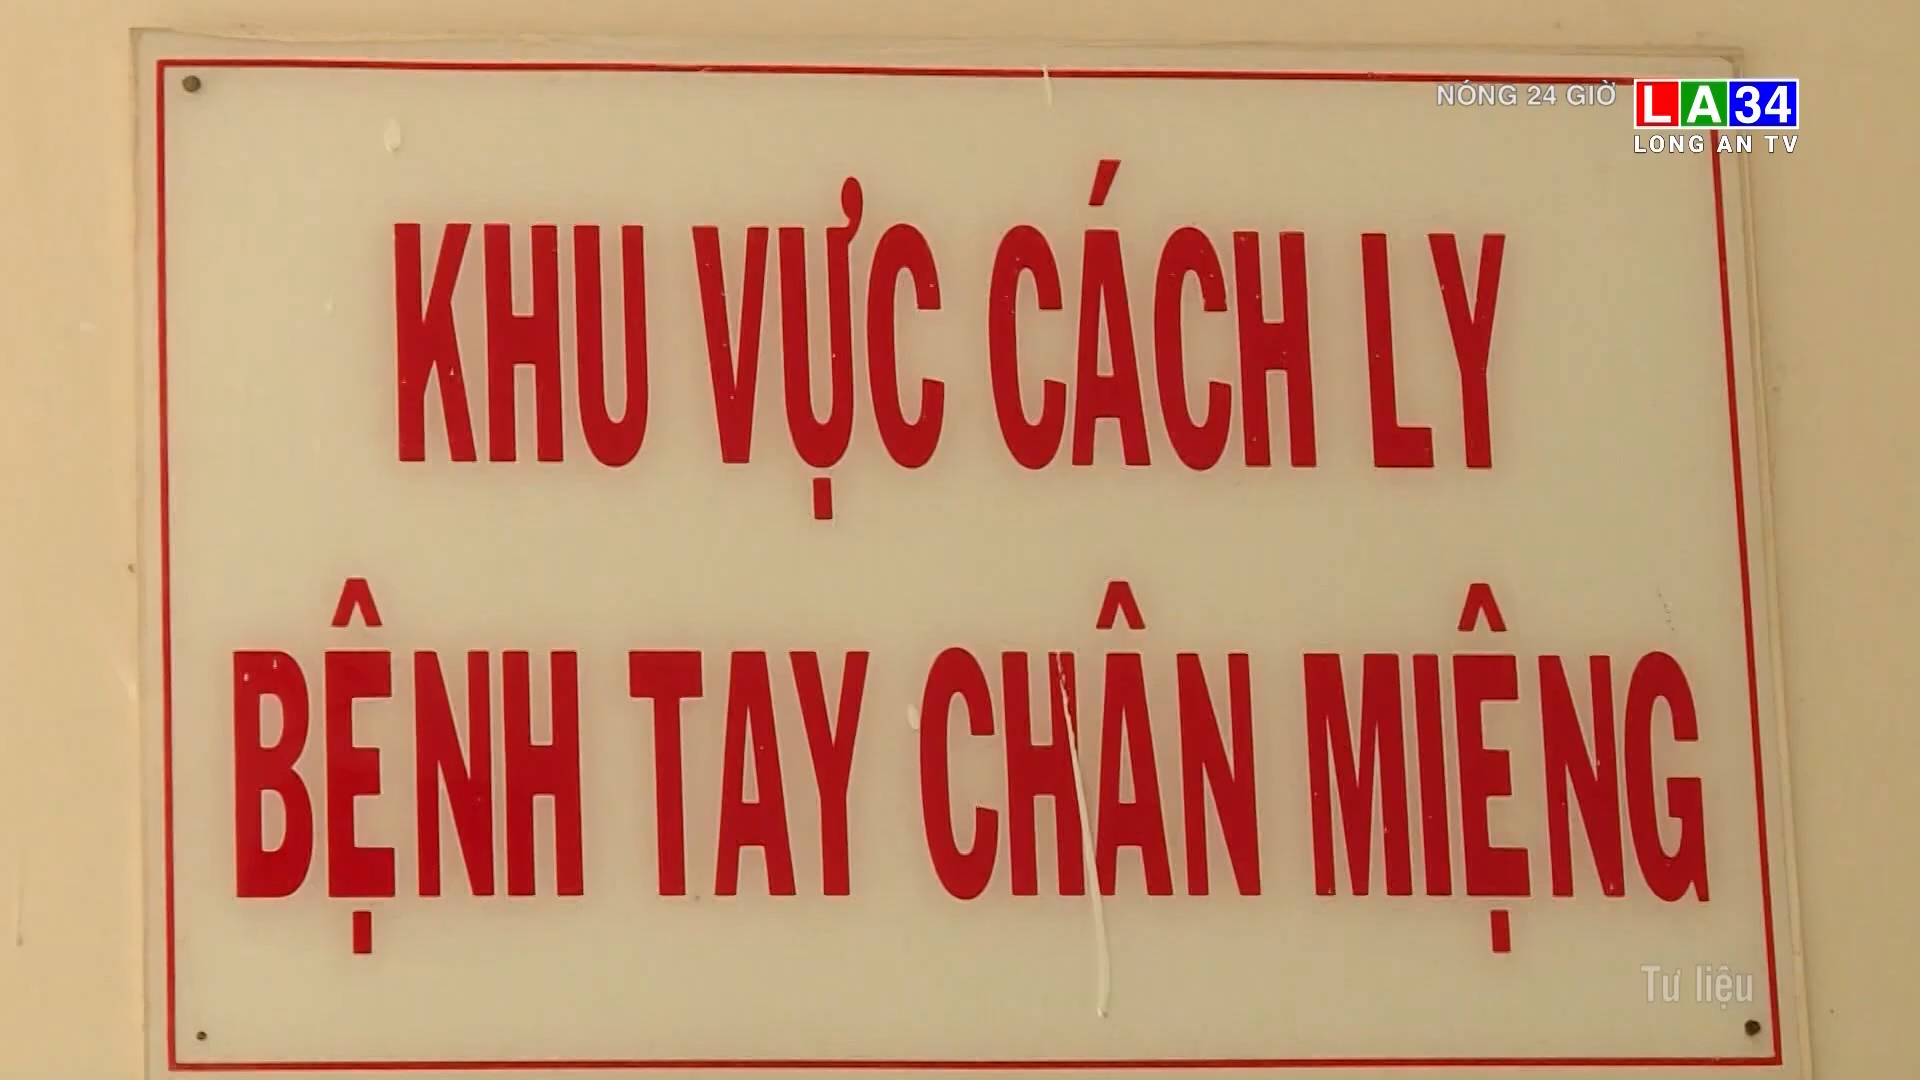 NÓNG 24 GIỜ
LA34
LONG AN TV
KHU VỰC CÁCH LY
BỆNH TAY CHÂN MIỆNG
Tư liệu